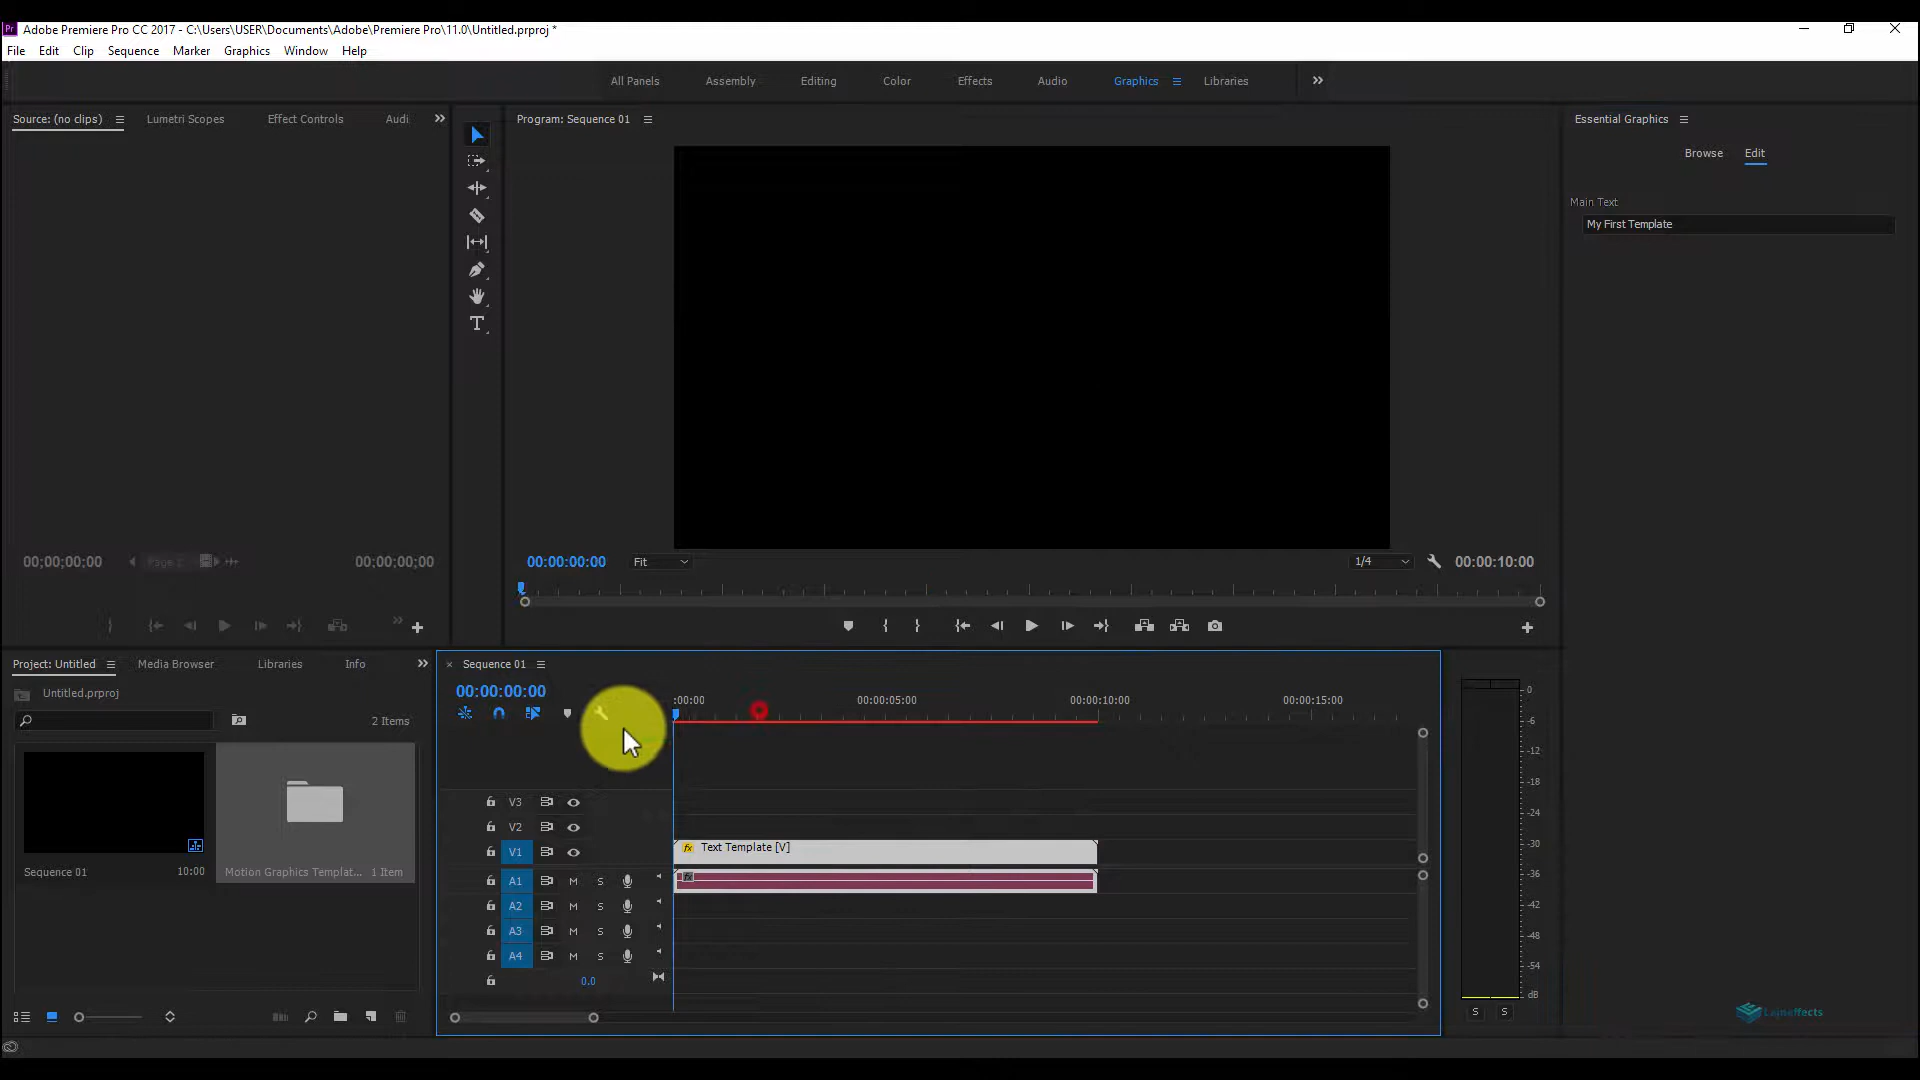 Adobe Premiere Pro CC 2017 - C:\Users\USER\Documents\Adobe\Premiere Pro\11.0\Untitled.prproj *
File Edit Clip Sequence Marker Graphics Window Help
All Panels Assembly Editing Color Effects Audio Graphics Libraries
Source: (no clips) Lumetri Scopes Effect Controls Audi
Program: Sequence 01
Essential Graphics
Browse Edit
Main Text
My First Template
00;00;00;00 Page 00;00;00;00
00:00:00:00 Fit 1/4 00:00:10:00
Project: Untitled Media Browser Libraries Info
Untitled.prproj
2 Items
Sequence 01 10:00
Motion Graphics Templat... 1 Item
Sequence 01
00:00:00:00
:00:00 00:00:05:00 00:00:10:00 00:00:15:00
V3
V2
V1 Text Template [V]
A1 M S
A2 M S
A3 M S
A4 M S
0.0
0
-6
-12
-18
-24
-30
-36
-42
-48
-54
dB
S S